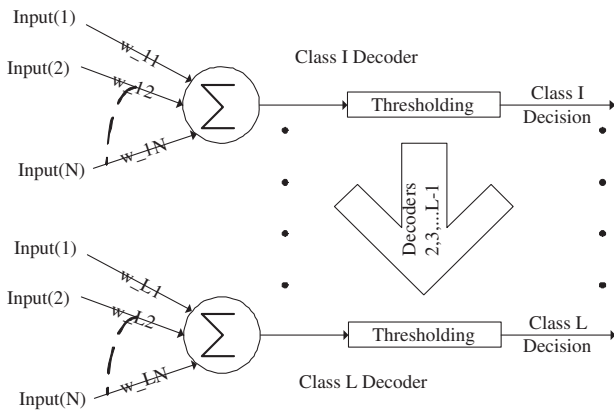 Input(1)
w_11
Class I Decoder
Input(2)
w_12
∑
Thresholding
Class I
Decision
w_1N
Input(N)
Decoders
2,3,...L-1
Input(1)
w_L1
Input(2)
w_L2
∑
Thresholding
Class L
Decision
w_LN
Class L Decoder
Input(N)